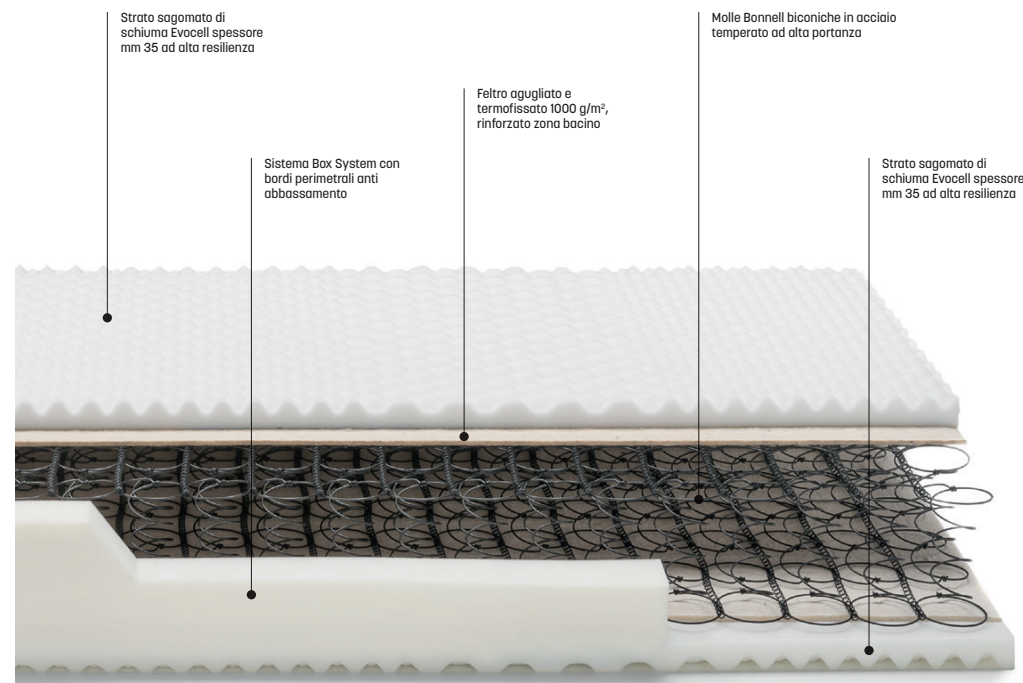 Strato sagomato di
schiuma Evocell spessore
mm 35 ad alta resilienza
Molle Bonnell biconiche in acciaio
temperato ad alta portanza
Feltro agugliato e
termofissato 1000 g/m²,
rinforzato zona bacino
Sistema Box System con
bordi perimetrali anti
abbassamento
Strato sagomato di
schiuma Evocell spessore
mm 35 ad alta resilienza